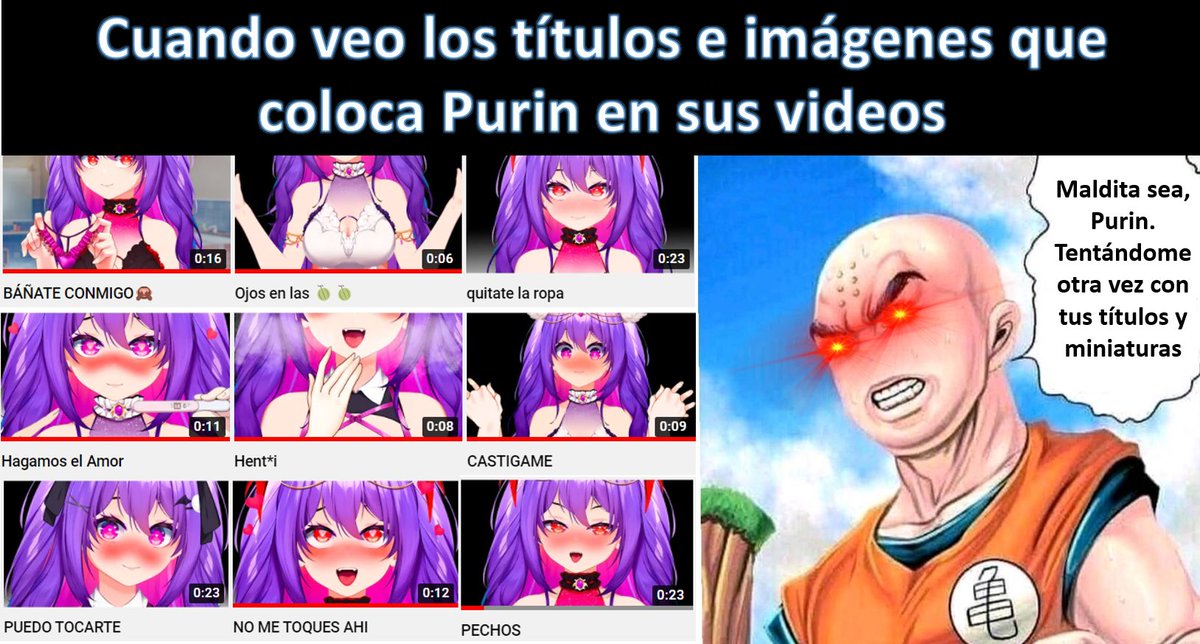 Cuando veo los títulos e imágenes que
coloca Purin en sus videos
0:16
0:06
0:23
BÁÑATE CONMIGO🙈
Ojos en las 🍈 🍈
quitate la ropa
0:11
0:08
0:09
Hagamos el Amor
Hent*i
CASTIGAME
0:23
0:12
0:23
PUEDO TOCARTE
NO ME TOQUES AHI
PECHOS
Maldita sea,
Purin.
Tentándome
otra vez con
tus títulos y
miniaturas
亀